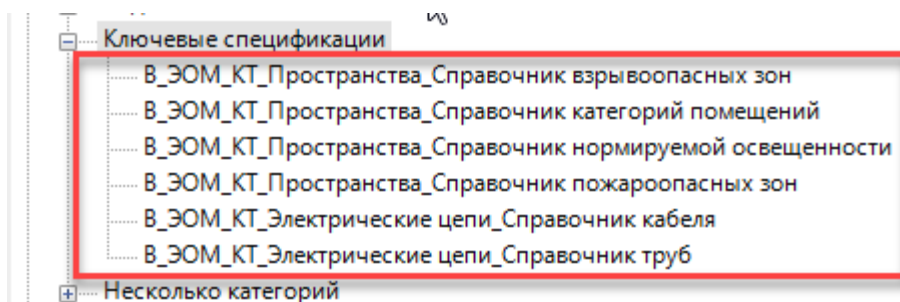 Ключевые спецификации
В_ЭОМ_КТ_Пространства_Справочник взрывоопасных зон
В_ЭОМ_КТ_Пространства_Справочник категорий помещений
В_ЭОМ_КТ_Пространства_Справочник нормируемой освещенности
В_ЭОМ_КТ_Пространства_Справочник пожароопасных зон
В_ЭОМ_КТ_Электрические цепи_Справочник кабеля
В_ЭОМ_КТ_Электрические цепи_Справочник труб
Несколько категорий